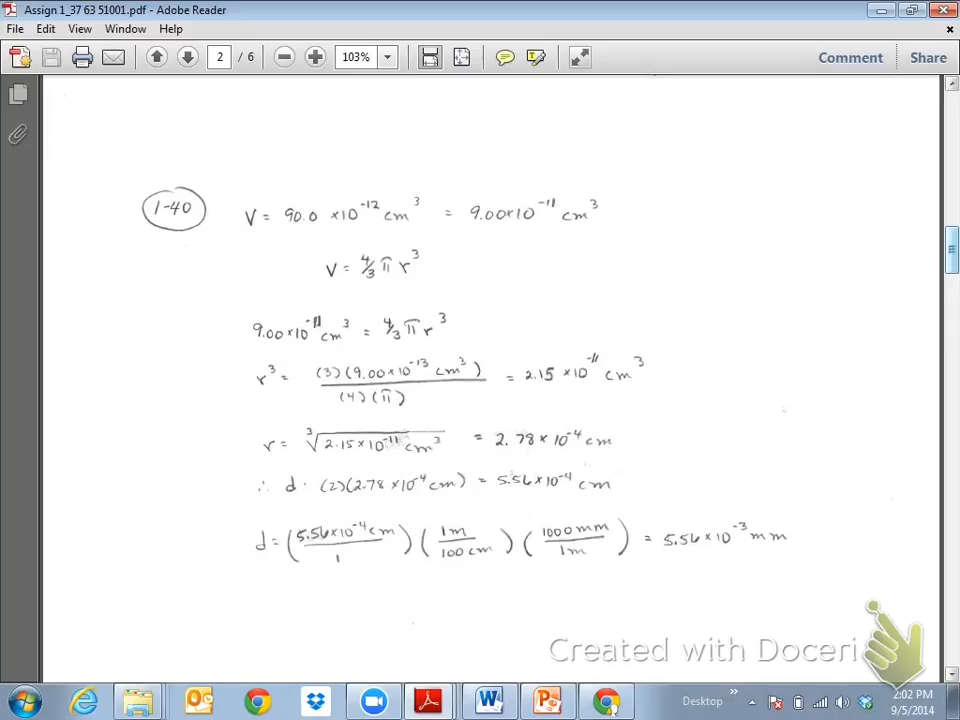 Assign_1_37 63 51001.pdf - Adobe Reader
File Edit View Window Help
2 / 6 103% Comment Share
1-40
V = 90.0 ×10⁻¹² cm³ = 9.00×10⁻¹¹ cm³
V = 4/3 π r³
9.00×10⁻¹¹ cm³ = 4/3 π r³
r³ = (3)(9.00×10⁻¹³ cm³) / (4)(π) = 2.15 ×10⁻¹¹ cm³
r = ³√2.15×10⁻¹¹ cm³ = 2.78×10⁻⁴ cm
∴ d = (2)(2.78×10⁻⁴ cm) = 5.56×10⁻⁴ cm
d = (5.56×10⁻⁴ cm / 1) (1m / 100 cm) (1000 mm / 1m) = 5.56×10⁻³ mm
Created with Doceri
Desktop
2:02 PM
9/5/2014